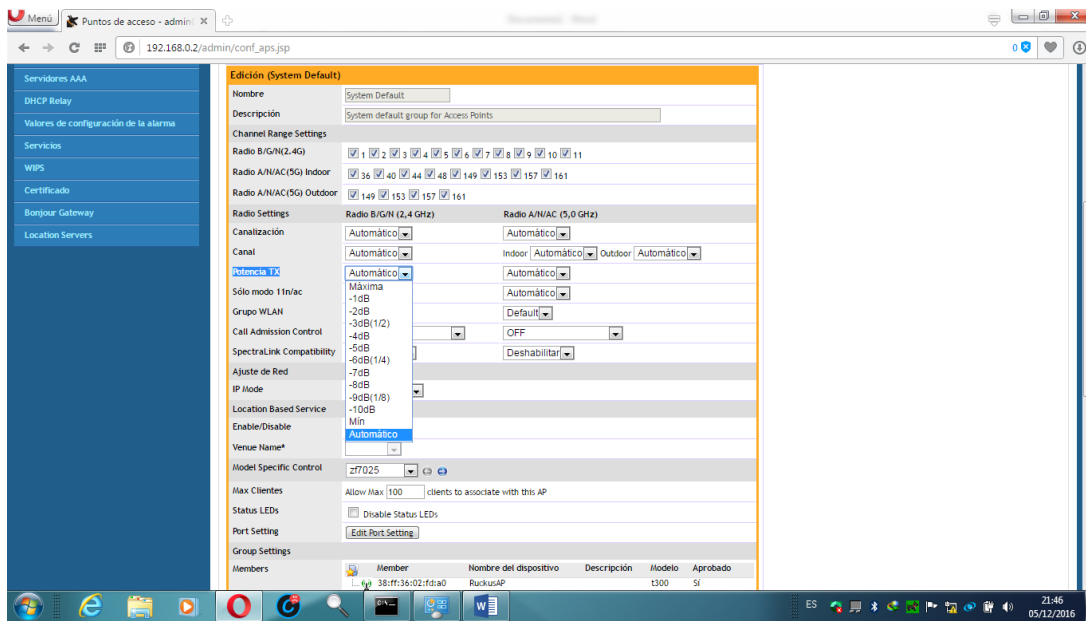 Menú Puntos de acceso - admin
192.168.0.2/admin/conf_aps.jsp 0
Servidores AAA
DHCP Relay
Valores de configuración de la alarma
Servicios
WIPS
Certificado
Bonjour Gateway
Location Servers
Edición (System Default)
Nombre System Default
Descripción System default group for Access Points
Channel Range Settings
Radio B/G/N(2.4G) 1 2 3 4 5 6 7 8 9 10 11
Radio A/N/AC(5G) Indoor 36 40 44 48 149 153 157 161
Radio A/N/AC(5G) Outdoor 149 153 157 161
Radio Settings Radio B/G/N (2,4 GHz) Radio A/N/AC (5,0 GHz)
Canalización Automático Automático
Canal Automático Indoor Automático Outdoor Automático
Potencia TX Automático Automático
Sólo modo 11n/ac Automático
Grupo WLAN Default
Call Admission Control OFF
SpectraLink Compatibility Deshabilitar
Ajuste de Red
IP Mode
Location Based Service
Enable/Disable
Venue Name*
Máxima
-1dB
-2dB
-3dB(1/2)
-4dB
-5dB
-6dB(1/4)
-7dB
-8dB
-9dB(1/8)
-10dB
Mín
Automático
Model Specific Control zf7025
Max Clientes Allow Max 100 clients to associate with this AP
Status LEDs Disable Status LEDs
Port Setting Edit Port Setting
Group Settings
Members Member Nombre del dispositivo Descripción Modelo Aprobado
38:ff:36:02:fd:a0 RuckusAP t300 Sí
ES 21:46
05/12/2016